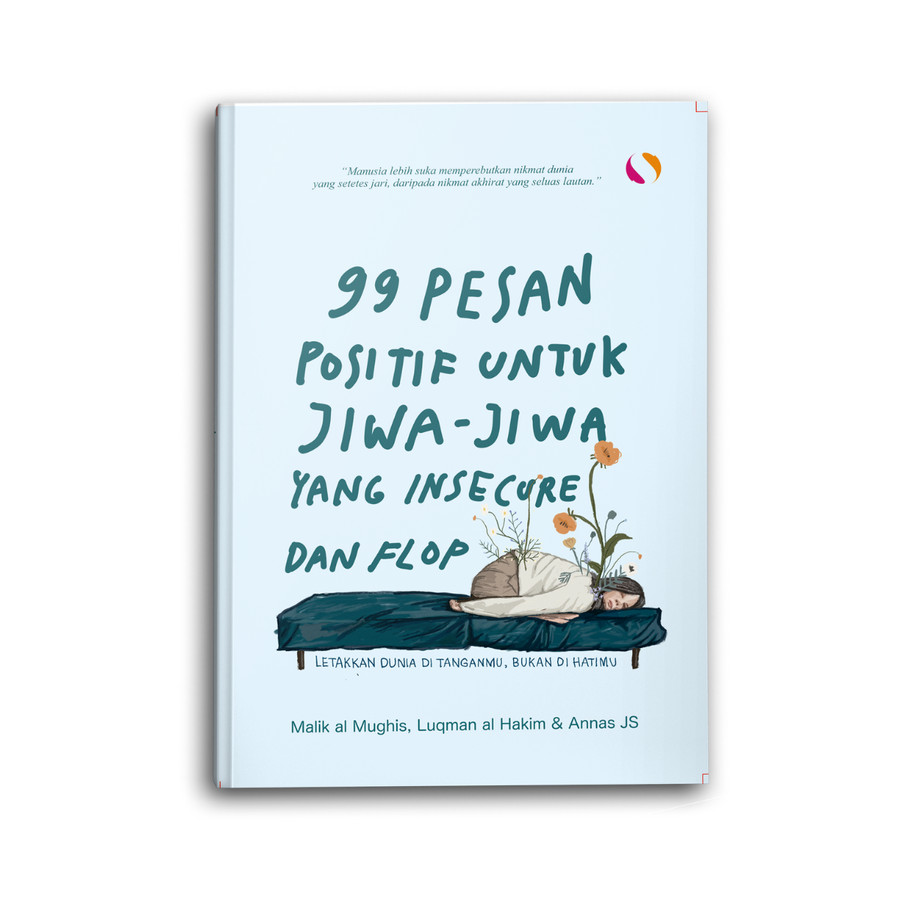 "Manusia lebih suka memperebutkan nikmat dunia
yang setetes jari, daripada nikmat akhirat yang seluas lautan."
99 PESAN
POSITIF UNTUK
JIWA-JIWA
YANG INSECURE
DAN FLOP
LETAKKAN DUNIA DI TANGANMU, BUKAN DI HATIMU
Malik al Mughis, Luqman al Hakim & Annas JS